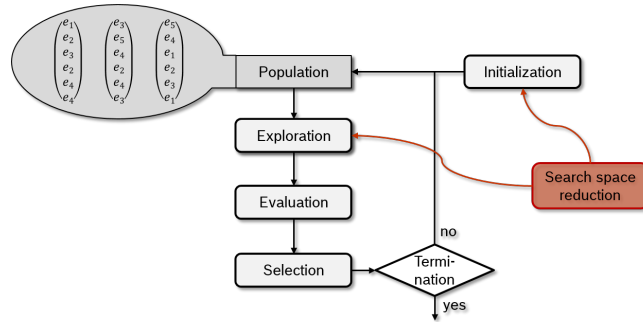 e₁ e₃ e₅
e₂ e₅ e₄
e₃ e₄ e₁
e₂ e₂ e₂
e₄ e₄ e₃
e₄ e₃ e₁
Population
Initialization
Exploration
Search space
reduction
Evaluation
no
Selection
Termi-
nation
yes